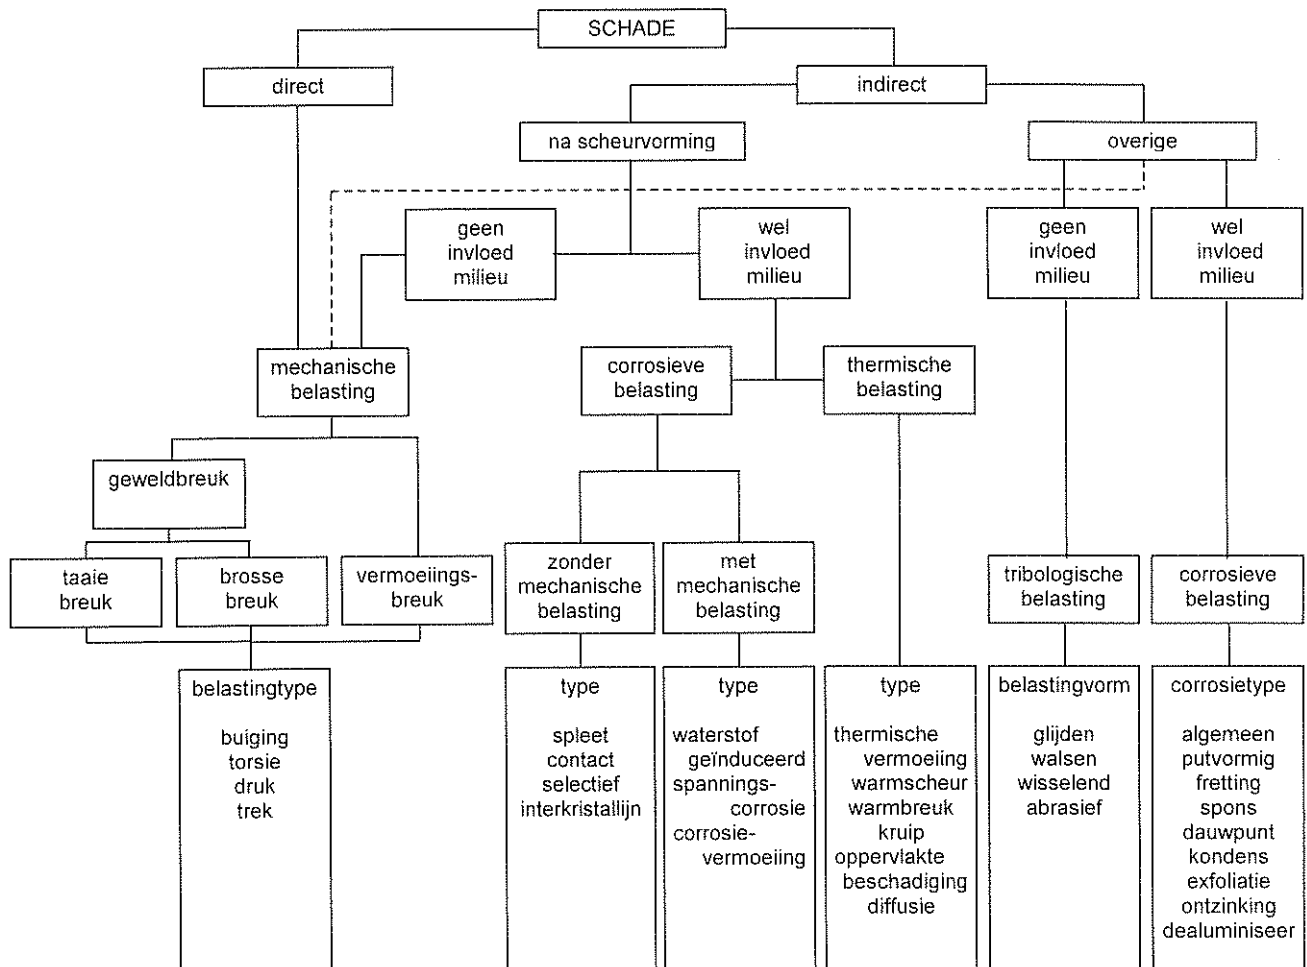 SCHADE
direct
indirect
na scheurvorming
overige
geen
invloed
milieu
wel
invloed
milieu
geen
invloed
milieu
wel
invloed
milieu
mechanische
belasting
corrosieve
belasting
thermische
belasting
geweldbreuk
taaie
breuk
brosse
breuk
vermoeiings-
breuk
zonder
mechanische
belasting
met
mechanische
belasting
tribologische
belasting
corrosieve
belasting
belastingtype
buiging
torsie
druk
trek
type
spleet
contact
selectief
interkristallijn
type
waterstof
geïnduceerd
spannings-
corrosie
corrosie-
vermoeiing
type
thermische
vermoeiing
warmscheur
warmbreuk
kruip
oppervlakte
beschadiging
diffusie
belastingvorm
glijden
walsen
wisselend
abrasief
corrosietype
algemeen
putvormig
fretting
spons
dauwpunt
kondens
exfoliatie
ontzinking
dealuminiseer